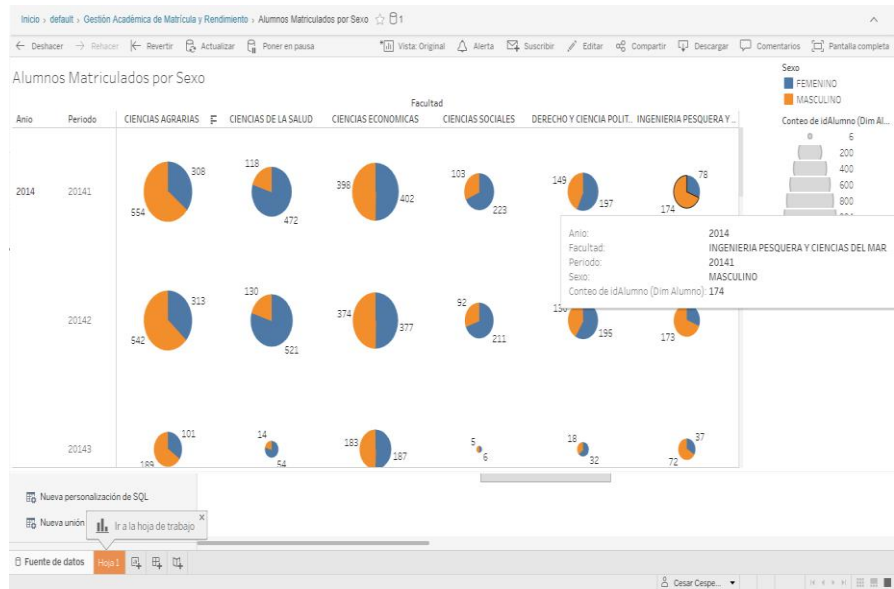 Inicio › default › Gestión Académica de Matrícula y Rendimiento › Alumnos Matriculados por Sexo 1
Deshacer Rehacer Revertir Actualizar Poner en pausa Vista: Original Alerta Suscribir Editar Compartir Descargar Comentarios Pantalla completa
Alumnos Matriculados por Sexo
Sexo
FEMENINO
MASCULINO
Facultad
Anio Periodo CIENCIAS AGRARIAS CIENCIAS DE LA SALUD CIENCIAS ECONOMICAS CIENCIAS SOCIALES DERECHO Y CIENCIA POLIT.. INGENIERIA PESQUERA Y ..
Conteo de idAlumno (Dim Al...
6
200
400
600
800
2014 20141
308 554
118 472
398 402
103 223
149 197
78 174
Anio: 2014
Facultad: INGENIERIA PESQUERA Y CIENCIAS DEL MAR
Periodo: 20141
Sexo: MASCULINO
Conteo de idAlumno (Dim Alumno): 174
20142
313 542
130 521
374 377
92 211
195
173
20143
101 189
14 54
183 187
5 6
18 32
37 72
Nueva personalización de SQL
Nueva unión
Ir a la hoja de trabajo x
Fuente de datos Hoja 1
Cesar Cespe...